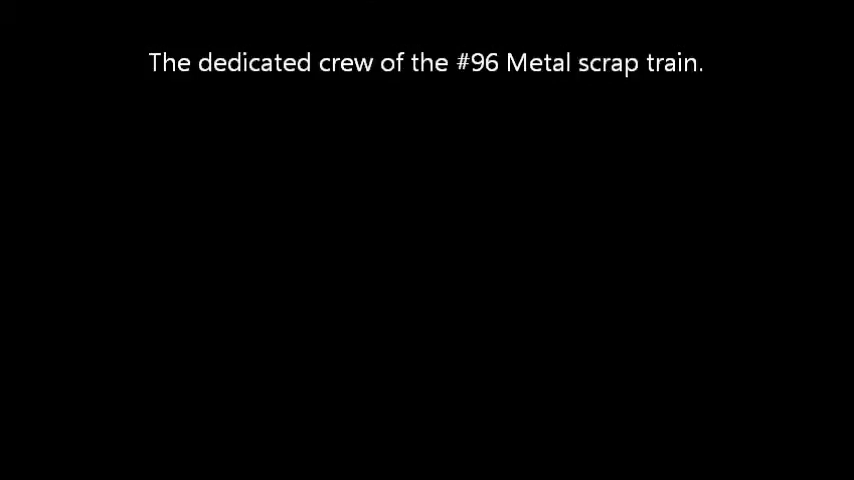 The dedicated crew of the #96 Metal scrap train.